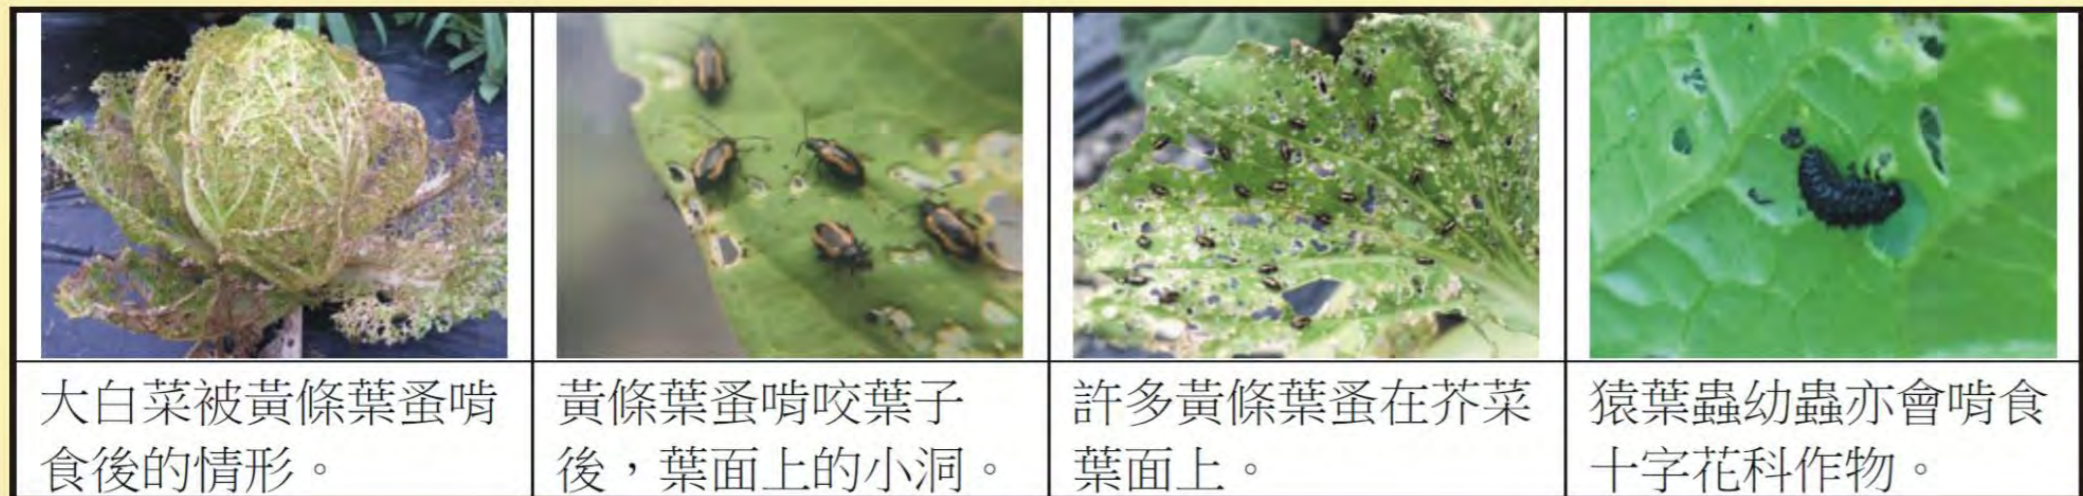 大白菜被黃條葉蚤啃
食後的情形。
黃條葉蚤啃咬葉子
後，葉面上的小洞。
許多黃條葉蚤在芥菜
葉面上。
猿葉蟲幼蟲亦會啃食
十字花科作物。